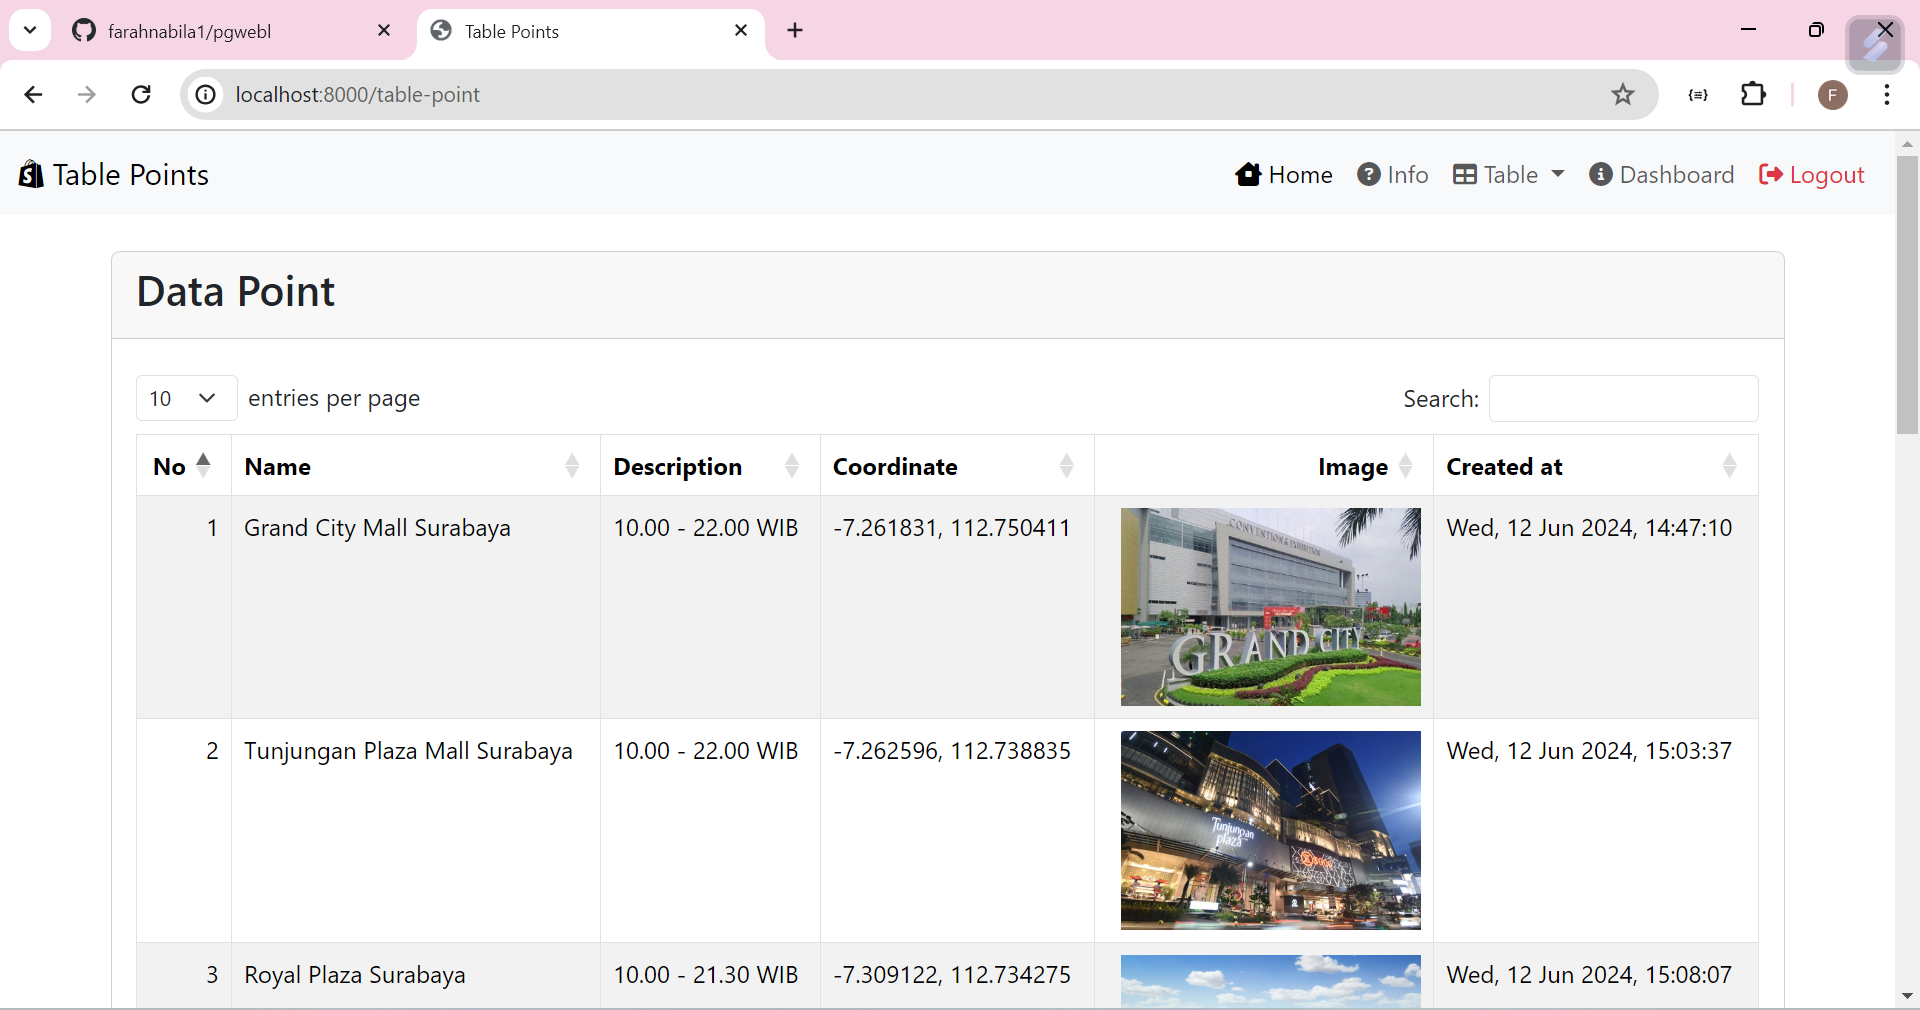 farahnabila1/pgwebl
Table Points
localhost:8000/table-point
F
Table Points
Home
Info
Table
Dashboard
Logout
Data Point
10 entries per page
Search:
No Name Description Coordinate Image Created at
1 Grand City Mall Surabaya 10.00 - 22.00 WIB -7.261831, 112.750411 Wed, 12 Jun 2024, 14:47:10
CONVENTION & EXHIBITION
GRAND CITY
2 Tunjungan Plaza Mall Surabaya 10.00 - 22.00 WIB -7.262596, 112.738835 Wed, 12 Jun 2024, 15:03:37
Tunjungan
plaza
SOGO
3 Royal Plaza Surabaya 10.00 - 21.30 WIB -7.309122, 112.734275 Wed, 12 Jun 2024, 15:08:07